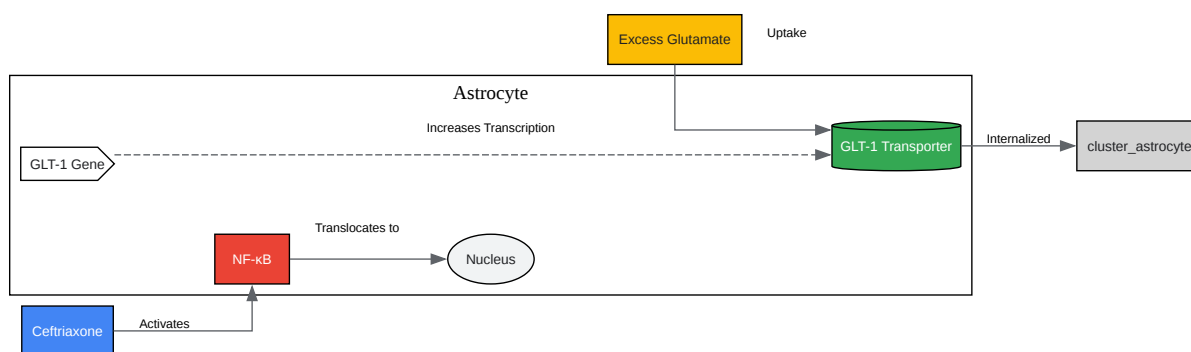 Excess Glutamate
Uptake
Astrocyte
Increases Transcription
GLT-1 Gene
GLT-1 Transporter
Internalized
cluster_astrocyte
Translocates to
NF-κB
Nucleus
Ceftriaxone
Activates